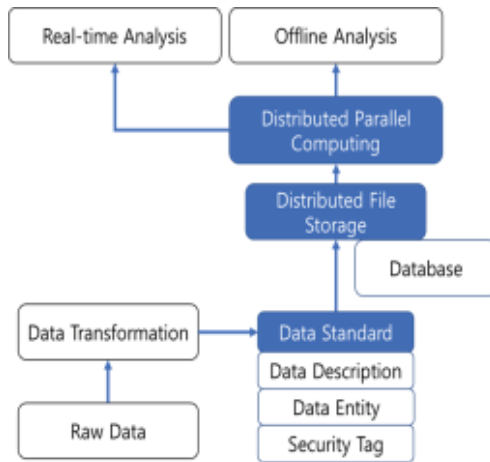 Real-time Analysis
Offline Analysis
Distributed Parallel
Computing
Distributed File
Storage
Database
Data Transformation
Data Standard
Data Description
Data Entity
Security Tag
Raw Data